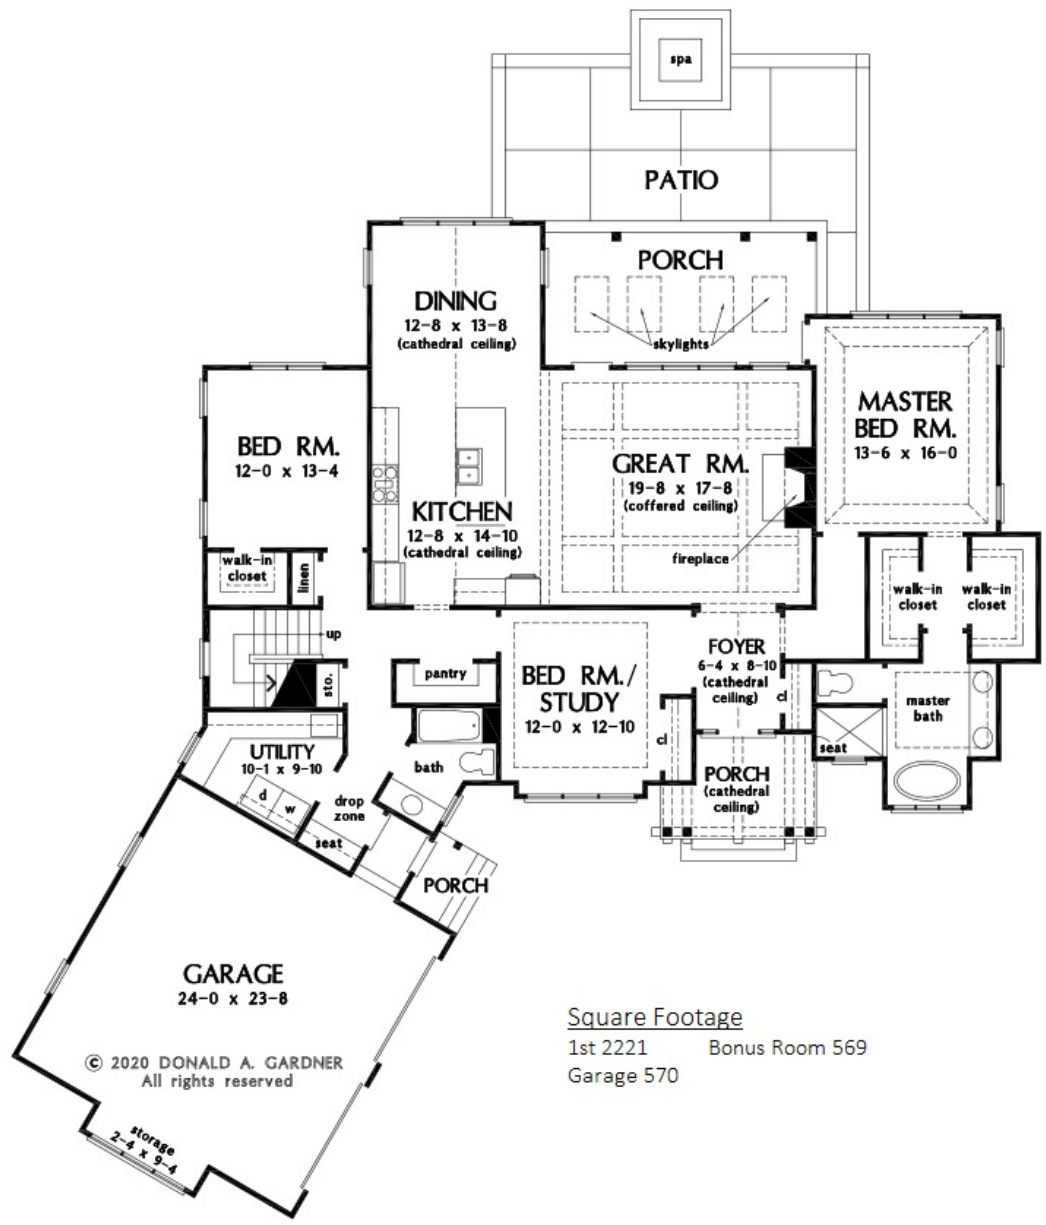 spa
PATIO
PORCH
skylights
DINING
12-8 x 13-8
(cathedral ceiling)
MASTER
BED RM.
13-6 x 16-0
BED RM.
12-0 x 13-4
GREAT RM.
19-8 x 17-8
(coffered ceiling)
fireplace
KITCHEN
12-8 x 14-10
(cathedral ceiling)
walk-in
closet
linen
walk-in
closet
walk-in
closet
up
sto.
pantry
BED RM./
STUDY
12-0 x 12-10
cl
FOYER
6-4 x 8-10
(cathedral
ceiling)
cl
master
bath
seat
UTILITY
10-1 x 9-10
d
w
bath
drop
zone
seat
PORCH
(cathedral
ceiling)
PORCH
GARAGE
24-0 x 23-8
© 2020 DONALD A. GARDNER
All rights reserved
storage
2-4 x 9-4
Square Footage
1st 2221 Bonus Room 569
Garage 570